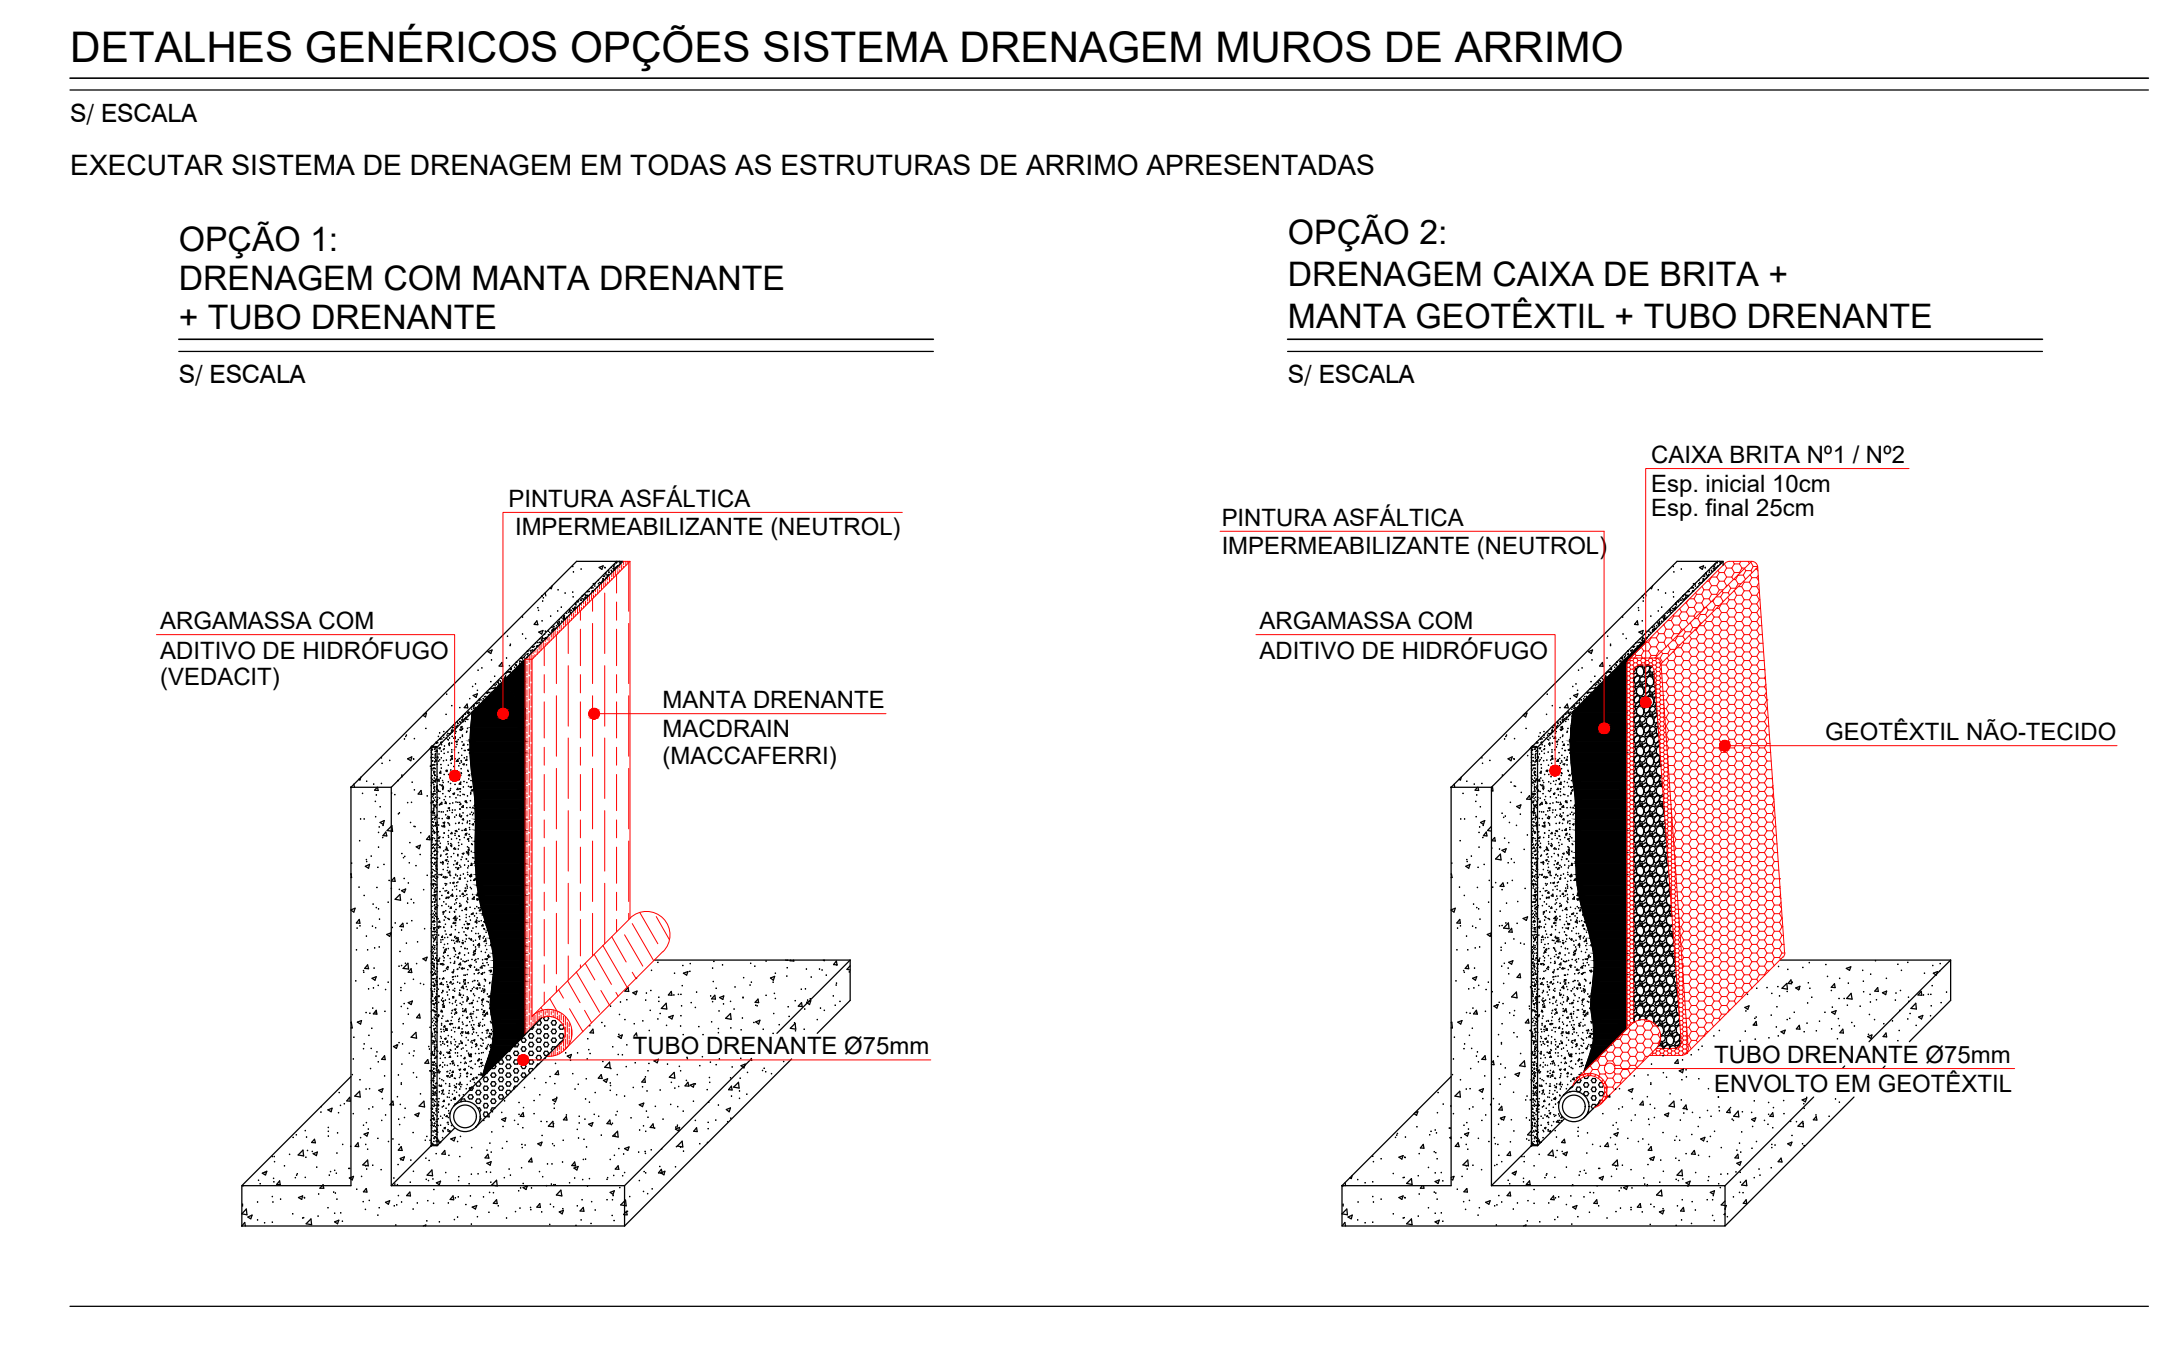 DETALHES GENÉRICOS OPÇÕES SISTEMA DRENAGEM MUROS DE ARRIMO
S/ ESCALA
EXECUTAR SISTEMA DE DRENAGEM EM TODAS AS ESTRUTURAS DE ARRIMO APRESENTADAS
OPÇÃO 1:
DRENAGEM COM MANTA DRENANTE
+ TUBO DRENANTE
S/ ESCALA
PINTURA ASFÁLTICA
IMPERMEABILIZANTE (NEUTROL)
ARGAMASSA COM
ADITIVO DE HIDRÓFUGO
(VEDACIT)
MANTA DRENANTE
MACDRAIN
(MACCAFERRI)
TUBO DRENANTE Ø75mm
OPÇÃO 2:
DRENAGEM CAIXA DE BRITA +
MANTA GEOTÊXTIL + TUBO DRENANTE
S/ ESCALA
CAIXA BRITA Nº1 / Nº2
Esp. inicial 10cm
Esp. final 25cm
PINTURA ASFÁLTICA
IMPERMEABILIZANTE (NEUTROL)
ARGAMASSA COM
ADITIVO DE HIDRÓFUGO
GEOTÊXTIL NÃO-TECIDO
TUBO DRENANTE Ø75mm
ENVOLTO EM GEOTÊXTIL